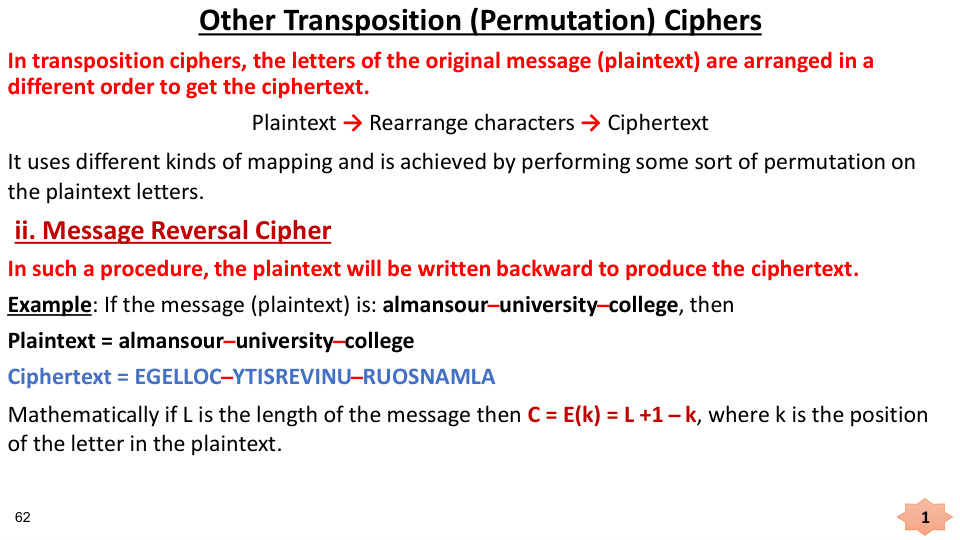 Other Transposition (Permutation) Ciphers
In transposition ciphers, the letters of the original message (plaintext) are arranged in a
different order to get the ciphertext.
Plaintext → Rearrange characters → Ciphertext
It uses different kinds of mapping and is achieved by performing some sort of permutation on
the plaintext letters.
ii. Message Reversal Cipher
In such a procedure, the plaintext will be written backward to produce the ciphertext.
Example: If the message (plaintext) is: almansour–university–college, then
Plaintext = almansour–university–college
Ciphertext = EGELLOC–YTISREVINU–RUOSNAMLA
Mathematically if L is the length of the message then C = E(k) = L +1 – k, where k is the position
of the letter in the plaintext.
62
1